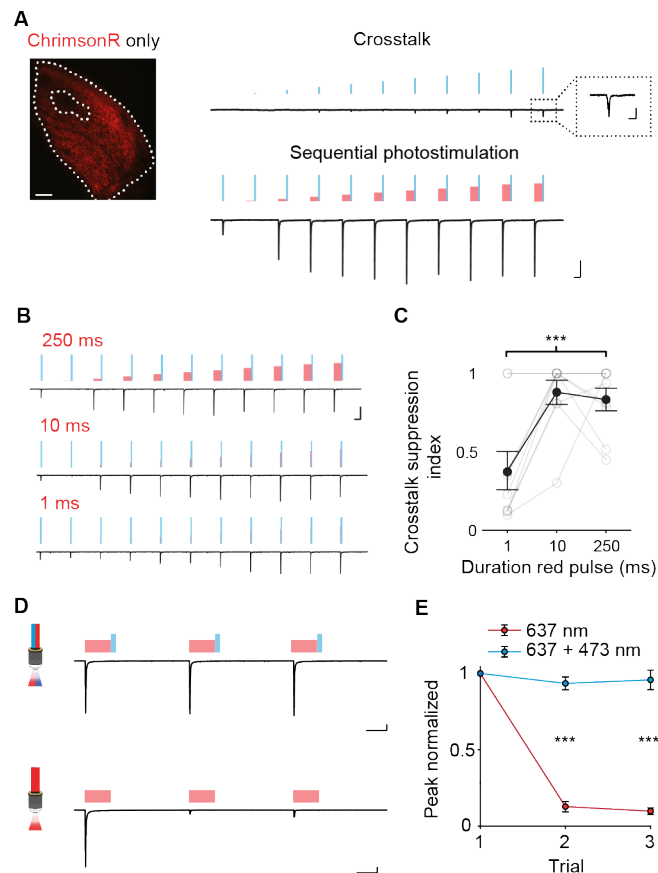 A
ChrimsonR only
Crosstalk
Sequential photostimulation
B
250 ms
10 ms
1 ms
C
***
Crosstalk suppression
index
1
0.5
0
1 10 250
Duration red pulse (ms)
D
E
637 nm
637 + 473 nm
Peak normalized
1
0.5
0
*** ***
1 2 3
Trial